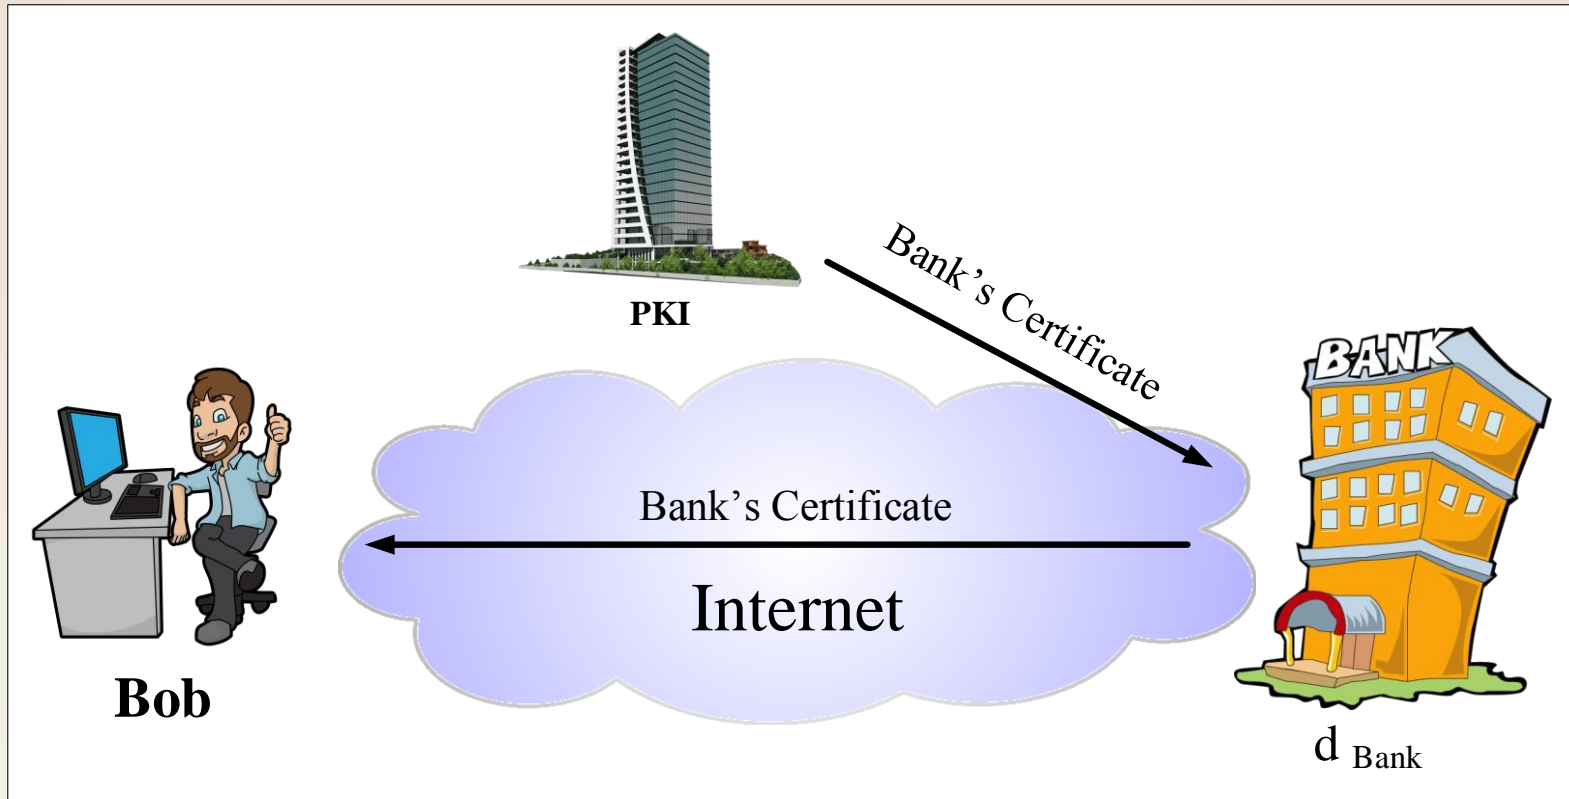 PKI
Bank's Certificate
BANK
Bank's Certificate
Internet
Bob
d Bank